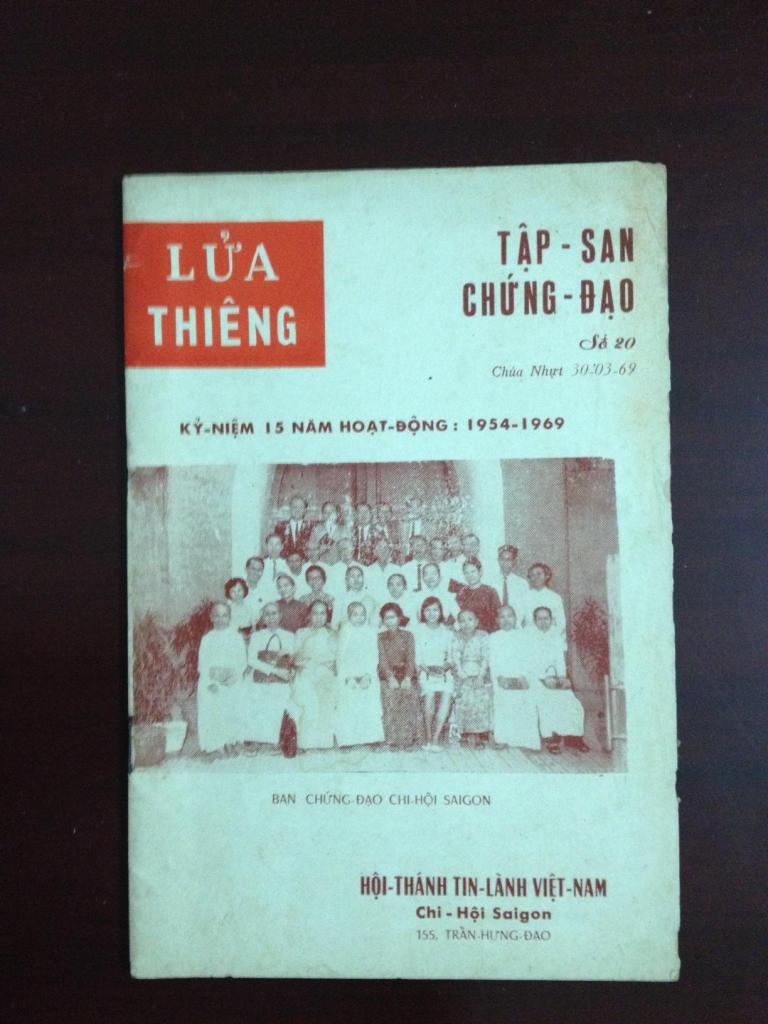 LỬA
THIÊNG
TẬP - SAN
CHỨNG - ĐẠO
Số 20
Chúa Nhựt 30-03-69
KỶ-NIỆM 15 NĂM HOẠT-ĐỘNG : 1954-1969
BAN CHỨNG-ĐẠO CHI-HỘI SAIGON
HỘI-THÁNH TIN-LÀNH VIỆT-NAM
Chi - Hội Saigon
155, TRẦN-HƯNG-ĐẠO